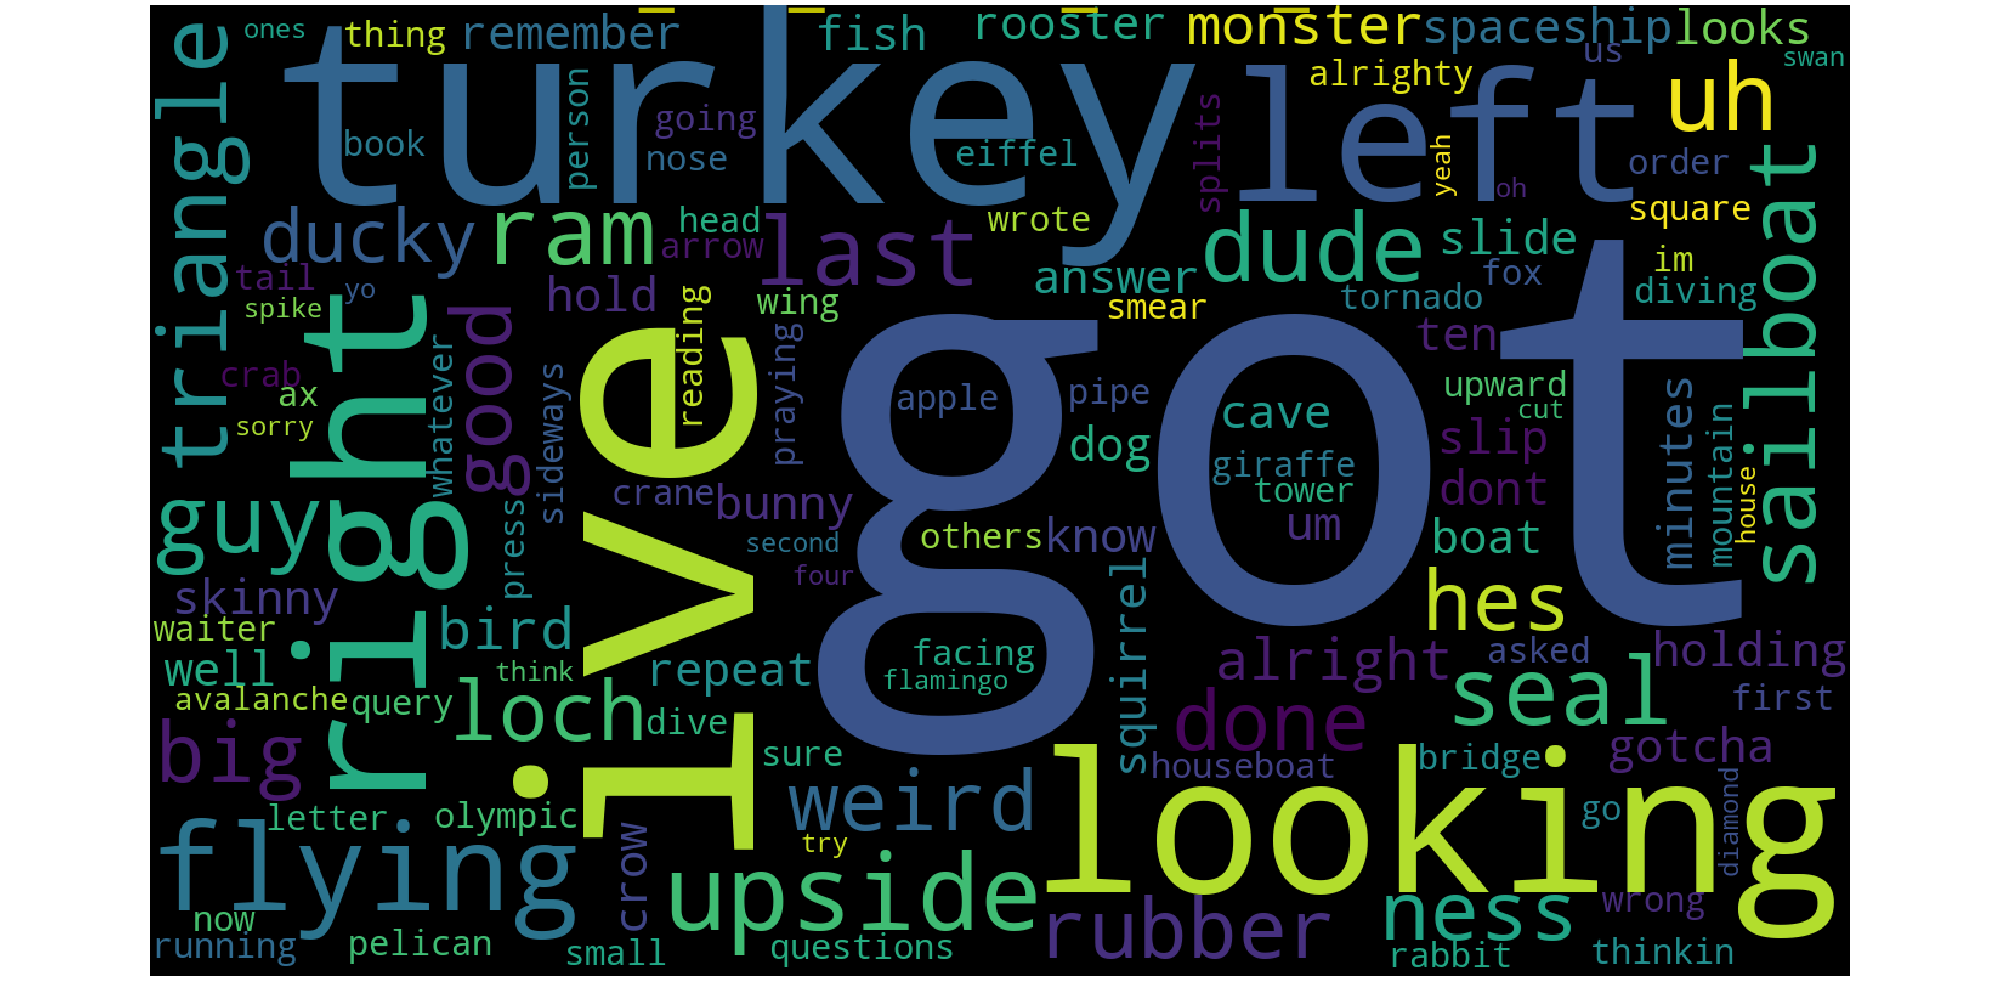 ones
thing
remember
fish
rooster
monster
spaceship
looks
us
swan
triangle
turkey
left
alrighty
uh
person
going
book
nose
eiffel
splits
yeah
order
oh
square
sailboat
ducky
ram
head
arrow
last
wrote
dude
slide
im
tail
yo
spike
hold
wing
answer
smear
tornado
fox
diving
right
good
ive
reading
praying
got
ten
crab
ax
sorry
whatever
sideways
apple
pipe
upward
cut
cave
slip
minutes
mountain
dog
giraffe
tower
dont
house
guy
press
crane
bunny
second
four
others
know
um
boat
skinny
waiter
well
bird
think
repeat
facing
flamingo
squirrel
hes
alright
asked
holding
avalanche
query
loch
dive
seal
first
big
sure
done
houseboat
bridge
gotcha
letter
olympic
weird
looking
go
diamond
try
flying
crow
upside
now
running
pelican
small
questions
rubber
ness
wrong
rabbit
thinkin